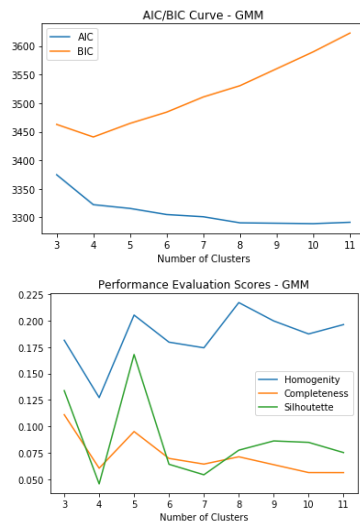 AIC/BIC Curve - GMM
AIC
BIC
3600
3550
3500
3450
3400
3350
3300
3 4 5 6 7 8 9 10 11
Number of Clusters
Performance Evaluation Scores - GMM
0.225
0.200
0.175
0.150
0.125
0.100
0.075
0.050
Homogenity
Completeness
Silhoutette
3 4 5 6 7 8 9 10 11
Number of Clusters